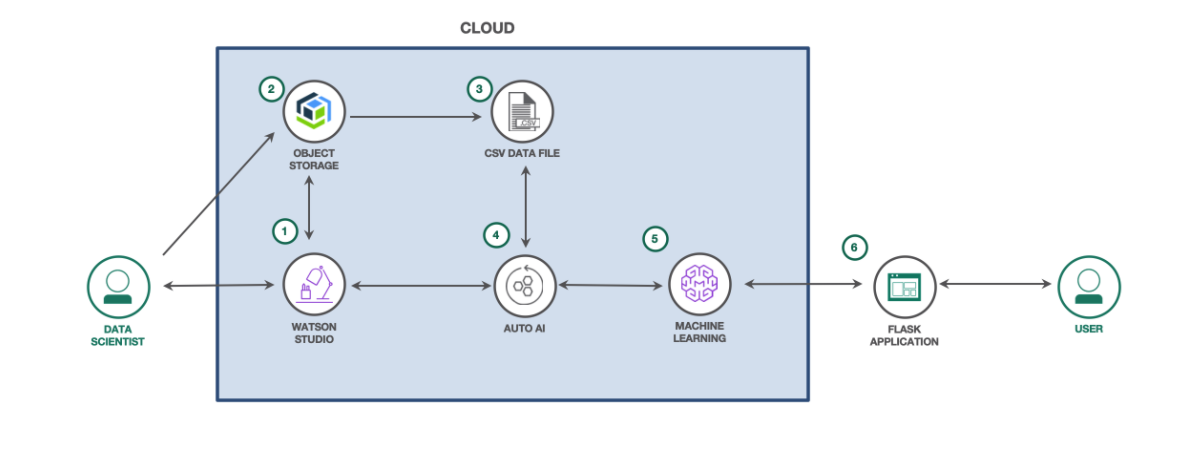 CLOUD
2
3
.CSV
OBJECT
STORAGE
CSV DATA FILE
1
4
5
6
DATA
SCIENTIST
WATSON
STUDIO
AUTO AI
MACHINE
LEARNING
FLASK
APPLICATION
USER